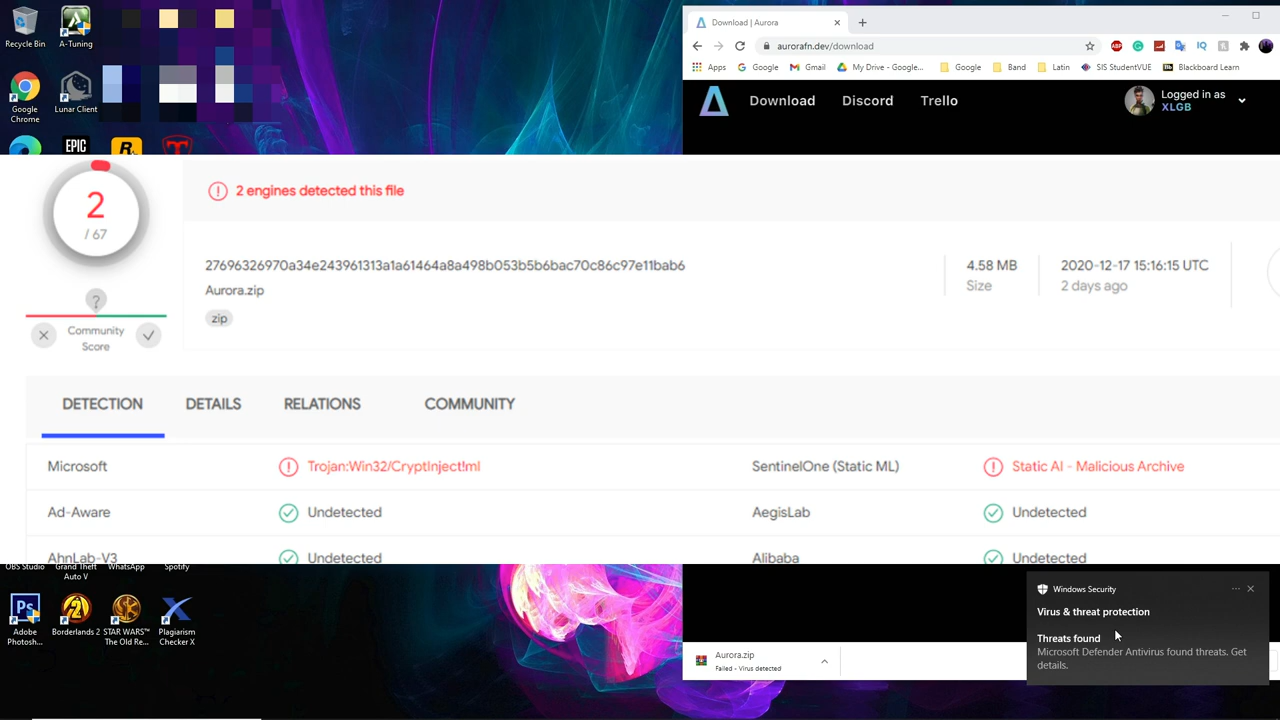 Recycle Bin
A-Tuning
Google Chrome
Lunar Client
EPIC
R
Download | Aurora
aurorafn.dev/download
ABP
IQ
Apps
Google
Gmail
My Drive - Google...
Google
Band
Latin
SIS StudentVUE
Bb
Blackboard Learn
Download
Discord
Trello
Logged in as
XLGB
2
/ 67
2 engines detected this file
27696326970a34e243961313a1a61464a8a498b053b5b6bac70c86c97e11bab6
Aurora.zip
zip
4.58 MB
Size
2020-12-17 15:16:15 UTC
2 days ago
?
Community
Score
DETECTION
DETAILS
RELATIONS
COMMUNITY
Microsoft
Trojan:Win32/CryptInject!ml
SentinelOne (Static ML)
Static AI - Malicious Archive
Ad-Aware
Undetected
AegisLab
Undetected
AhnLab-V3
Undetected
Alibaba
Undetected
OBS Studio
Grand Theft
Auto V
WhatsApp
Spotify
Ps
Adobe
Photosh...
2
Borderlands 2
STAR WARS™
The Old Re...
Plagiarism
Checker X
Windows Security
Virus & threat protection
Threats found
Microsoft Defender Antivirus found threats. Get
details.
Aurora.zip
Failed - Virus detected